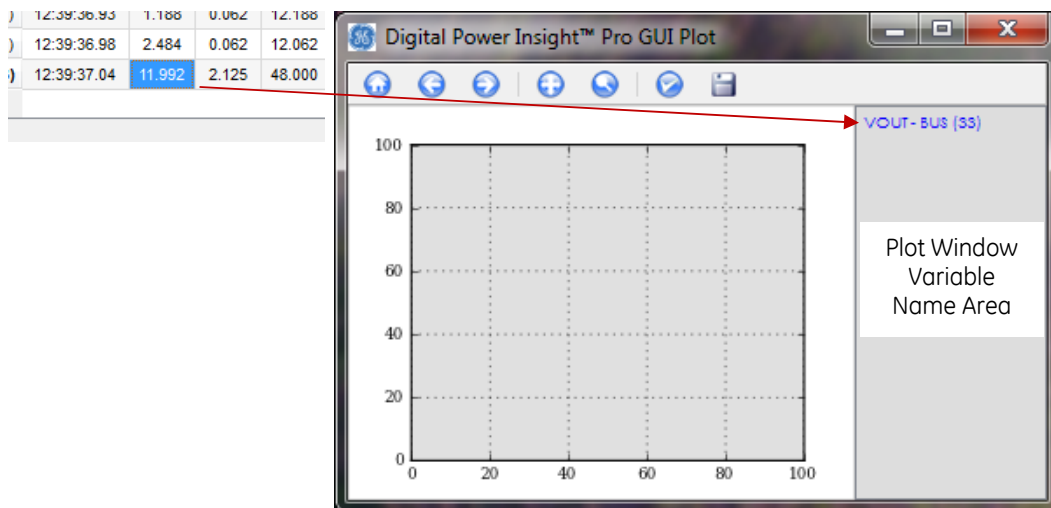 ) 12:39:36.93 1.188 0.062 12.188
) 12:39:36.98 2.484 0.062 12.062
) 12:39:37.04 11.992 2.125 48.000
Digital Power Insight™ Pro GUI Plot
VOUT- BUS (33)
Plot Window
Variable
Name Area
100
80
60
40
20
0
0 20 40 60 80 100